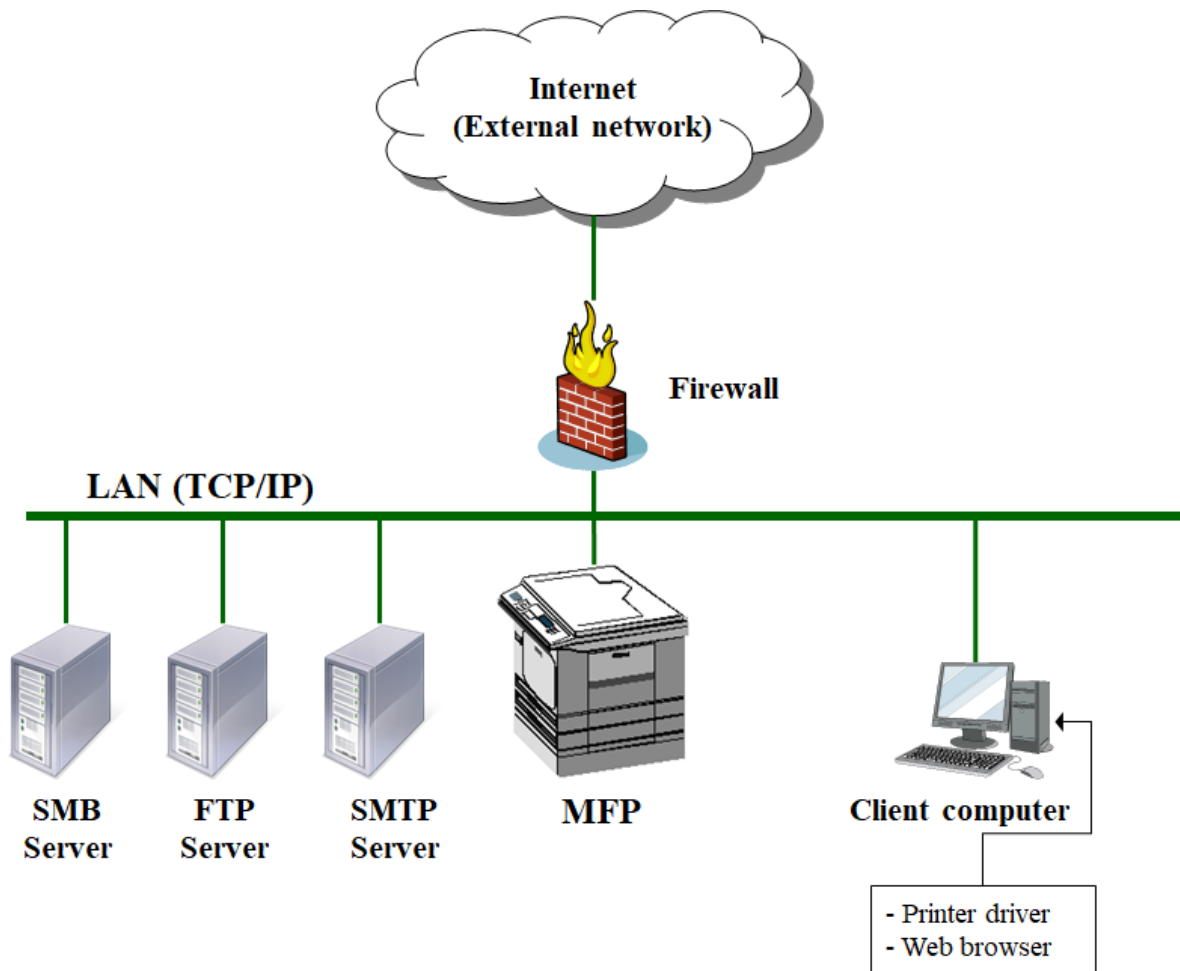 Internet
(External network)
Firewall
LAN (TCP/IP)
SMB
Server
FTP
Server
SMTP
Server
MFP
Client computer
- Printer driver
- Web browser